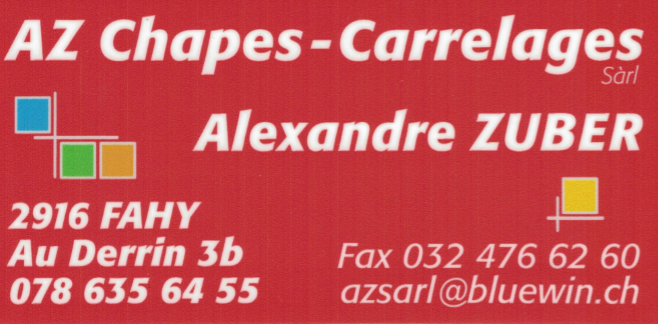 AZ Chapes - Carrelages
Sàrl
Alexandre ZUBER
2916 FAHY
Au Derrin 3b
078 635 64 55
Fax 032 476 62 60
azsarl@bluewin.ch